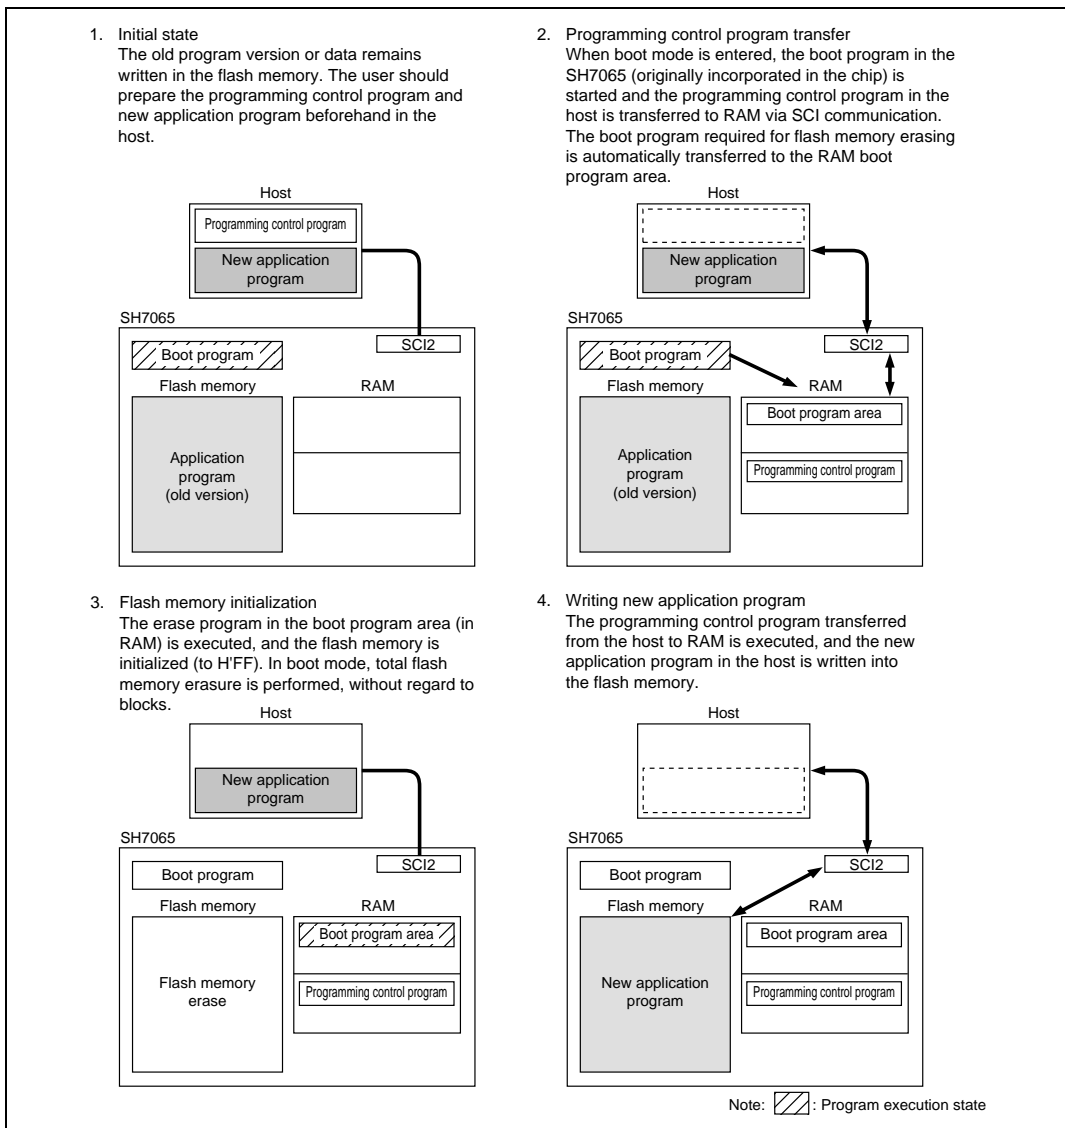 1. Initial state
The old program version or data remains
written in the flash memory. The user should
prepare the programming control program and
new application program beforehand in the
host.
Host
Programming control program
New application
program
SH7065
SCI2
Boot program
Flash memory
RAM
Application
program
(old version)
2. Programming control program transfer
When boot mode is entered, the boot program in the
SH7065 (originally incorporated in the chip) is
started and the programming control program in the
host is transferred to RAM via SCI communication.
The boot program required for flash memory erasing
is automatically transferred to the RAM boot
program area.
Host
New application
program
SH7065
SCI2
Boot program
Flash memory
RAM
Boot program area
Application
program
(old version)
Programming control program
3. Flash memory initialization
The erase program in the boot program area (in
RAM) is executed, and the flash memory is
initialized (to H'FF). In boot mode, total flash
memory erasure is performed, without regard to
blocks.
Host
New application
program
SH7065
SCI2
Boot program
Flash memory
RAM
Boot program area
Flash memory
erase
Programming control program
4. Writing new application program
The programming control program transferred
from the host to RAM is executed, and the new
application program in the host is written into
the flash memory.
Host
SH7065
SCI2
Boot program
Flash memory
RAM
Boot program area
New application
program
Programming control program
Note: : Program execution state